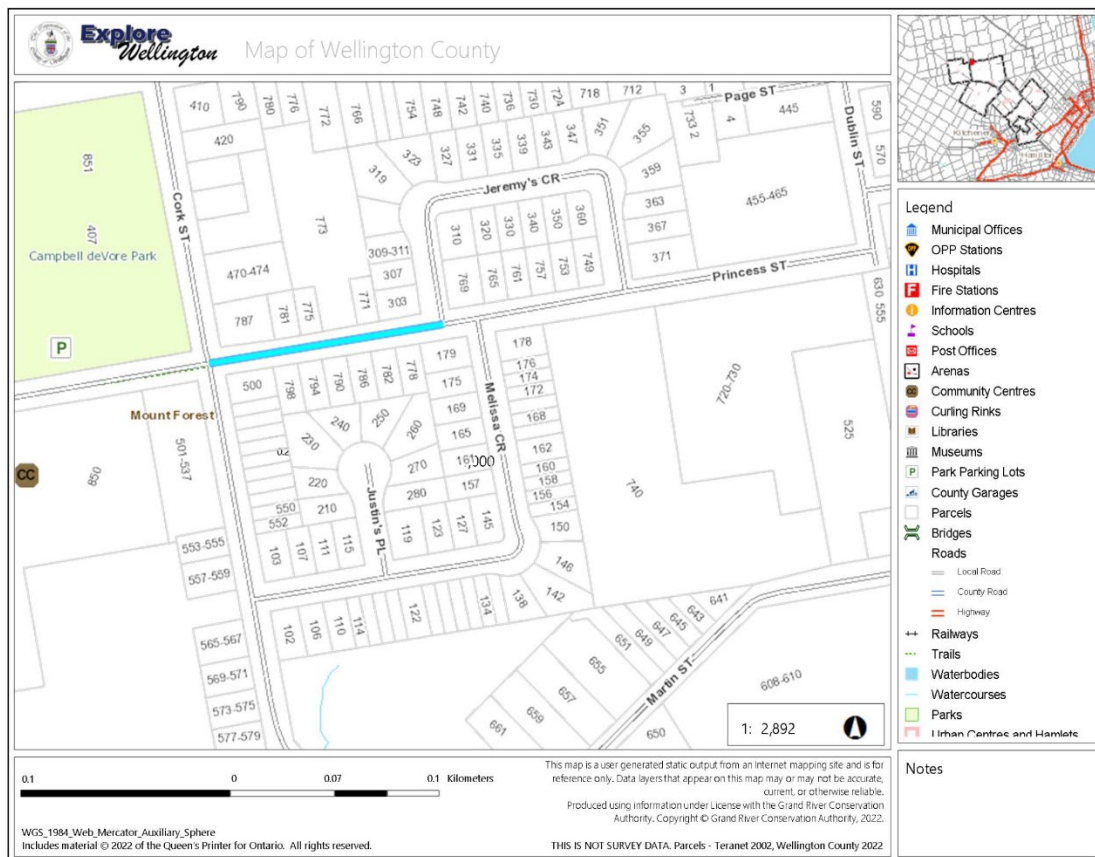 Explore
Wellington
Map of Wellington County
410
790
780
776
772
766
754
748
742
740
736
730
724
718
712
3
1
Page ST
445
590
420
323
327
331
335
339
343
347
351
355
733 2
4
Dublin ST
570
851
319
Jeremy's CR
359
Cork ST
407
773
310
320
330
340
350
360
363
455-465
Campbell deVore Park
309-311
367
470-474
307
371
769
765
761
757
753
749
Princess ST
787
781
775
771
303
630 555
P
178
179
500
798
794
790
786
782
778
176
174
172
175
Melissa CR
Mount Forest
240
250
260
169
168
720-730
501-537
230
165
162
525
0.2
161
,000
850
CC
270
160
220
157
158
740
280
156
550
210
154
552
Justin's PL
150
103
107
111
115
119
123
127
145
553-555
557-559
146
142
138
134
122
102
106
110
114
641
643
645
647
649
651
565-567
655
569-571
657
Martin ST
608-610
573-575
659
577-579
661
650
1: 2,892
Kitchener
Hamilton
Legend
Municipal Offices
OPP Stations
Hospitals
Fire Stations
Information Centres
Schools
Post Offices
Arenas
Community Centres
Curling Rinks
Libraries
Museums
Park Parking Lots
County Garages
Parcels
Bridges
Roads
Local Road
County Road
Highway
Railways
Trails
Waterbodies
Watercourses
Parks
Urban Centres and Hamlets
Notes
0.1
0
0.07
0.1 Kilometers
WGS_1984_Web_Mercator_Auxiliary_Sphere
Includes material © 2022 of the Queen's Printer for Ontario. All rights reserved.
This map is a user generated static output from an Internet mapping site and is for
reference only. Data layers that appear on this map may or may not be accurate,
current, or otherwise reliable.
Produced using information under License with the Grand River Conservation
Authority. Copyright © Grand River Conservation Authority, 2022.
THIS IS NOT SURVEY DATA. Parcels - Teranet 2002, Wellington County 2022